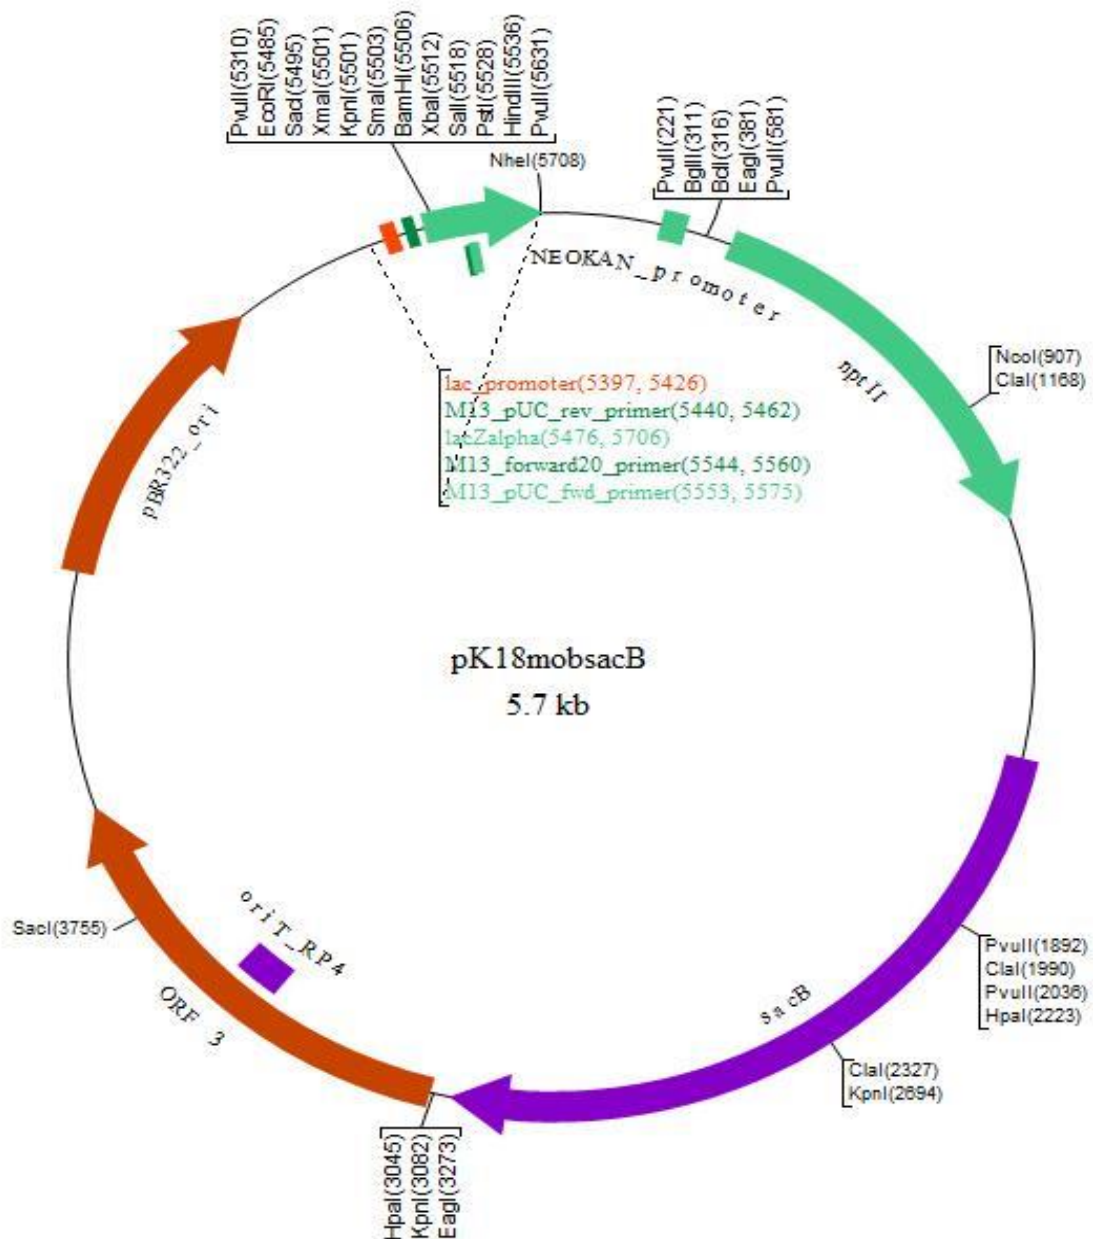 PvuII(5310)
EcoRI(5485)
SacI(5495)
XmaI(5501)
KpnI(5501)
SmaI(5503)
BamHI(5506)
XbaI(5512)
SalI(5518)
PstI(5528)
HindIII(5536)
PvuII(5631)
NheI(5708)
PvuII(221)
BglII(311)
BclI(316)
EagI(381)
PvuII(581)
NEOKAN_promoter
nptII
NcoI(907)
ClaI(1168)
lac_promoter(5397, 5426)
M13_pUC_rev_primer(5440, 5462)
lacZalpha(5476, 5706)
M13_forward20_primer(5544, 5560)
M13_pUC_fwd_primer(5553, 5575)
pBR322_ori
pK18mobsacB
5.7 kb
oriT_RP4
SacI(3755)
ORF 3
sacB
PvuII(1892)
ClaI(1990)
PvuII(2036)
HpaI(2223)
ClaI(2327)
KpnI(2694)
HpaI(3045)
KpnI(3082)
EagI(3273)